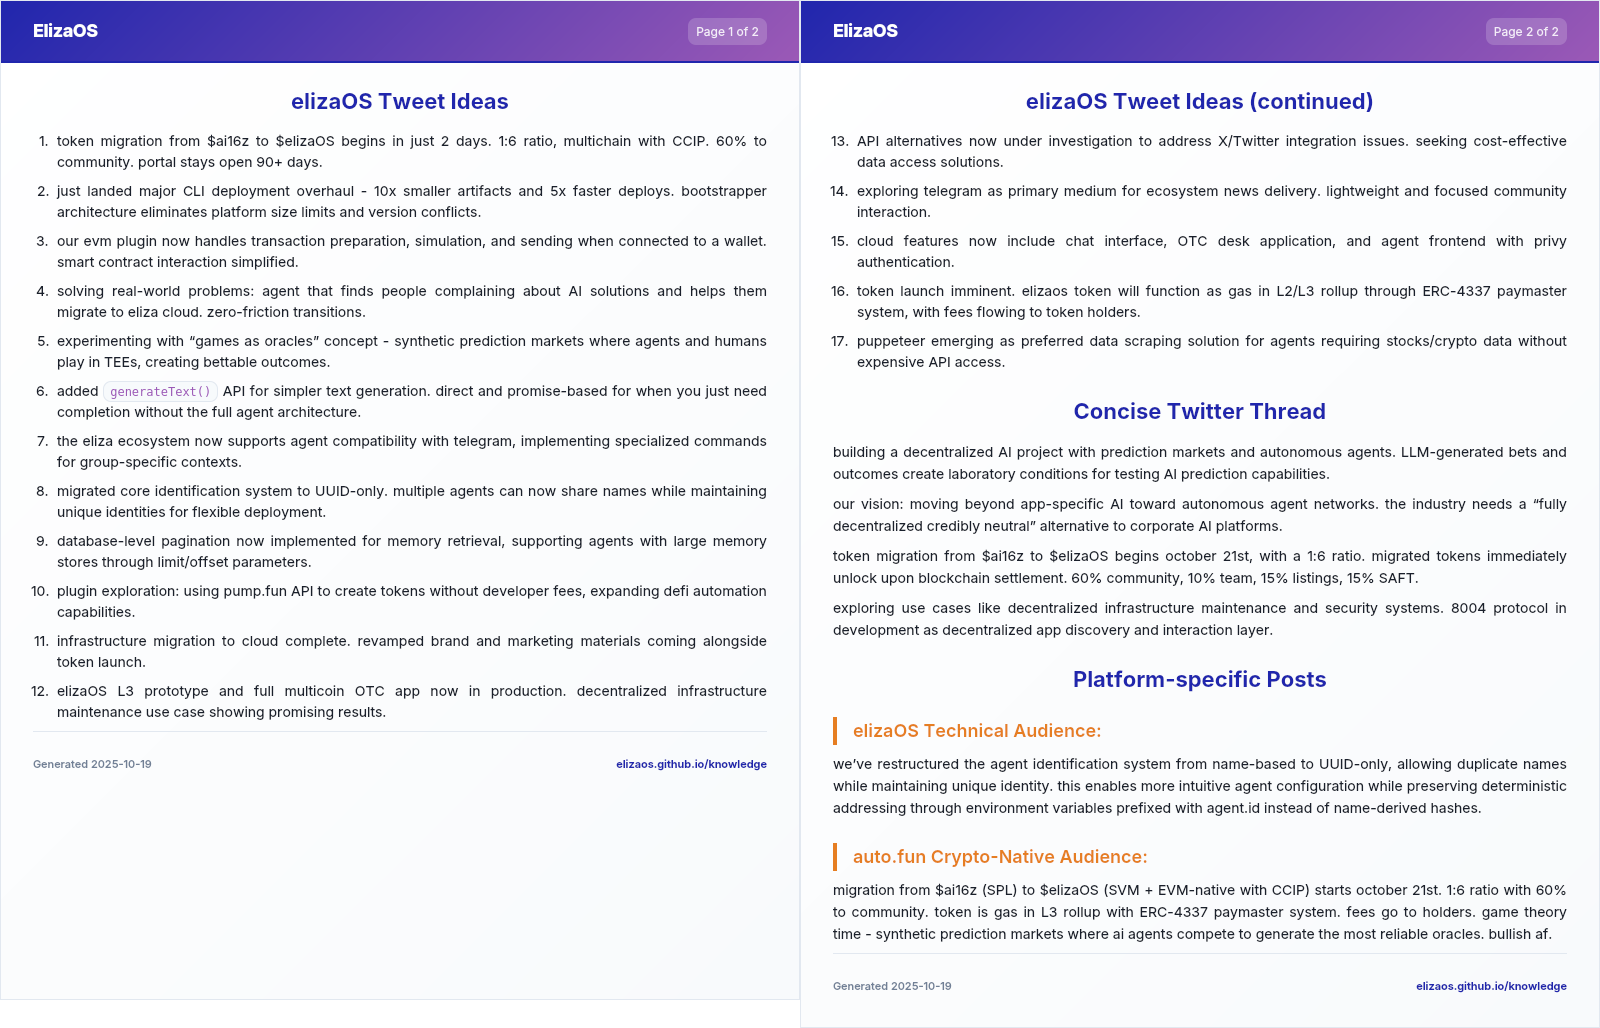 ElizaOS
Page 1 of 2
elizaOS Tweet Ideas
1. token migration from $ai16z to $elizaOS begins in just 2 days. 1:6 ratio, multichain with CCIP. 60% to
community. portal stays open 90+ days.
2. just landed major CLI deployment overhaul - 10x smaller artifacts and 5x faster deploys. bootstrapper
architecture eliminates platform size limits and version conflicts.
3. our evm plugin now handles transaction preparation, simulation, and sending when connected to a wallet.
smart contract interaction simplified.
4. solving real-world problems: agent that finds people complaining about AI solutions and helps them
migrate to eliza cloud. zero-friction transitions.
5. experimenting with “games as oracles” concept - synthetic prediction markets where agents and humans
play in TEEs, creating bettable outcomes.
6. added generateText() API for simpler text generation. direct and promise-based for when you just need
completion without the full agent architecture.
7. the eliza ecosystem now supports agent compatibility with telegram, implementing specialized commands
for group-specific contexts.
8. migrated core identification system to UUID-only. multiple agents can now share names while maintaining
unique identities for flexible deployment.
9. database-level pagination now implemented for memory retrieval, supporting agents with large memory
stores through limit/offset parameters.
10. plugin exploration: using pump.fun API to create tokens without developer fees, expanding defi automation
capabilities.
11. infrastructure migration to cloud complete. revamped brand and marketing materials coming alongside
token launch.
12. elizaOS L3 prototype and full multicoin OTC app now in production. decentralized infrastructure
maintenance use case showing promising results.
Generated 2025-10-19
elizaos.github.io/knowledge
ElizaOS
Page 2 of 2
elizaOS Tweet Ideas (continued)
13. API alternatives now under investigation to address X/Twitter integration issues. seeking cost-effective
data access solutions.
14. exploring telegram as primary medium for ecosystem news delivery. lightweight and focused community
interaction.
15. cloud features now include chat interface, OTC desk application, and agent frontend with privy
authentication.
16. token launch imminent. elizaos token will function as gas in L2/L3 rollup through ERC-4337 paymaster
system, with fees flowing to token holders.
17. puppeteer emerging as preferred data scraping solution for agents requiring stocks/crypto data without
expensive API access.
Concise Twitter Thread
building a decentralized AI project with prediction markets and autonomous agents. LLM-generated bets and
outcomes create laboratory conditions for testing AI prediction capabilities.
our vision: moving beyond app-specific AI toward autonomous agent networks. the industry needs a “fully
decentralized credibly neutral” alternative to corporate AI platforms.
token migration from $ai16z to $elizaOS begins october 21st, with a 1:6 ratio. migrated tokens immediately
unlock upon blockchain settlement. 60% community, 10% team, 15% listings, 15% SAFT.
exploring use cases like decentralized infrastructure maintenance and security systems. 8004 protocol in
development as decentralized app discovery and interaction layer.
Platform-specific Posts
elizaOS Technical Audience:
we’ve restructured the agent identification system from name-based to UUID-only, allowing duplicate names
while maintaining unique identity. this enables more intuitive agent configuration while preserving deterministic
addressing through environment variables prefixed with agent.id instead of name-derived hashes.
auto.fun Crypto-Native Audience:
migration from $ai16z (SPL) to $elizaOS (SVM + EVM-native with CCIP) starts october 21st. 1:6 ratio with 60%
to community. token is gas in L3 rollup with ERC-4337 paymaster system. fees go to holders. game theory
time - synthetic prediction markets where ai agents compete to generate the most reliable oracles. bullish af.
Generated 2025-10-19
elizaos.github.io/knowledge